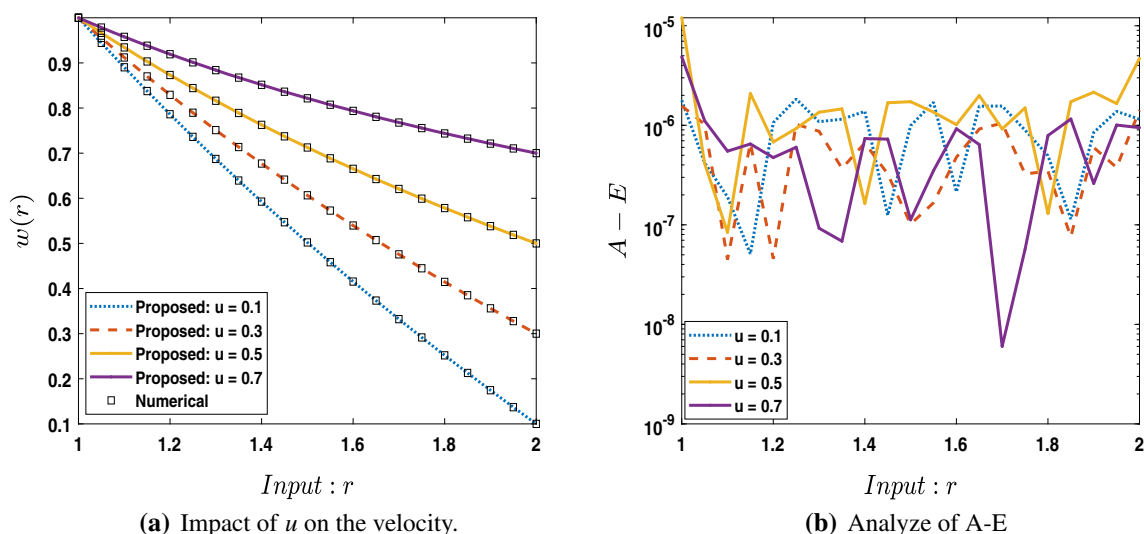 w(r)
0.9
0.8
0.7
0.6
0.5
0.4
0.3
0.2
0.1
Proposed: u = 0.1
Proposed: u = 0.3
Proposed: u = 0.5
Proposed: u = 0.7
Numerical
1 1.2 1.4 1.6 1.8 2
Input : r
(a) Impact of u on the velocity.
A − E
10^-5
10^-6
10^-7
10^-8
10^-9
u = 0.1
u = 0.3
u = 0.5
u = 0.7
1 1.2 1.4 1.6 1.8 2
Input : r
(b) Analyze of A-E